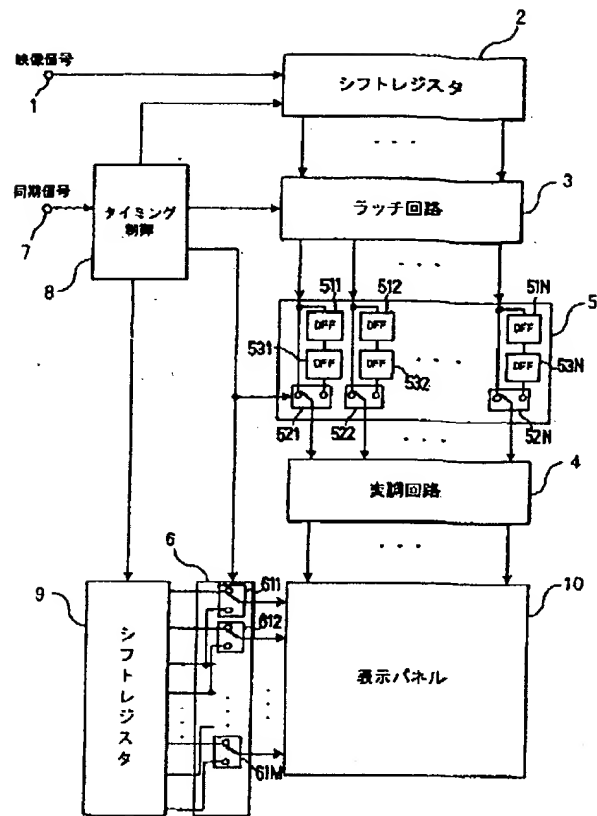 2
映像信号
1
シフトレジスタ
同期信号
7
タイミング
制御
8
ラッチ回路
3
511
512
51N
5
DFF
DFF
DFF
531
532
53N
DFF
DFF
DFF
521
522
52N
変調回路
4
6
9
611
612
61M
10
シフトレジスタ
表示パネル